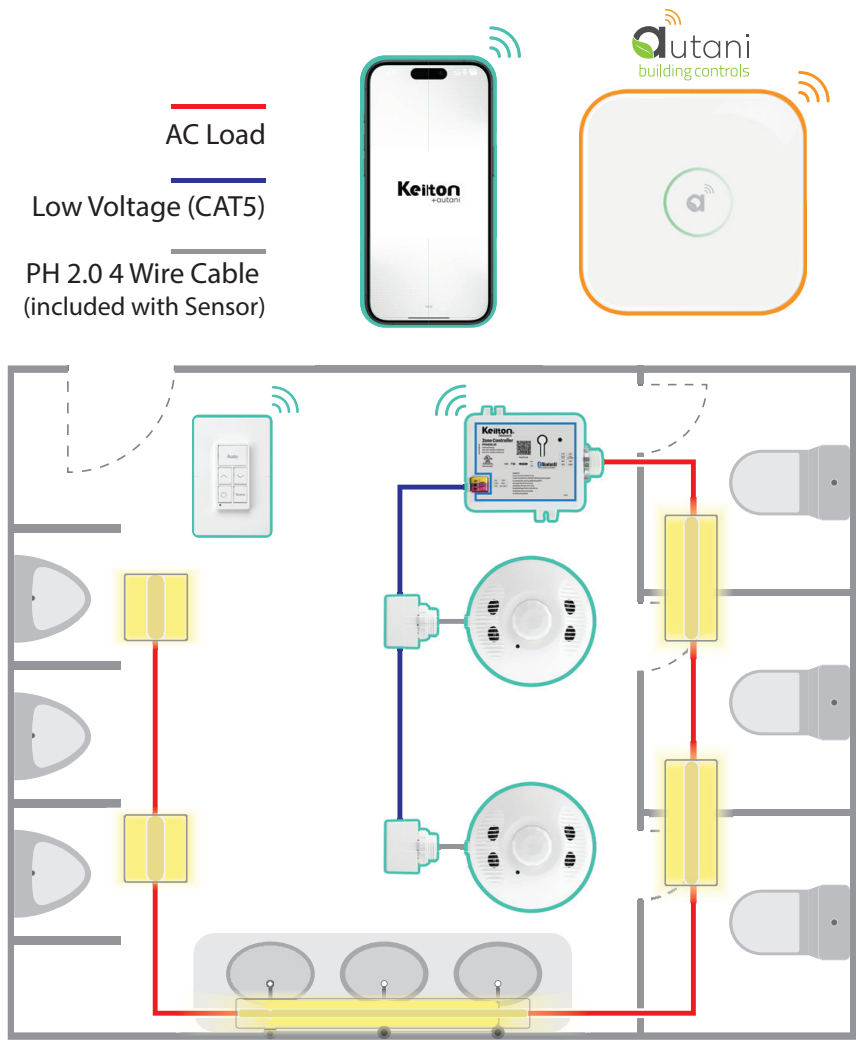 autani
building controls
AC Load
Low Voltage (CAT5)
PH 2.0 4 Wire Cable
(included with Sensor)
Keilton
+autani
a
Auto
Keilton
Zone Controller
Bluetooth